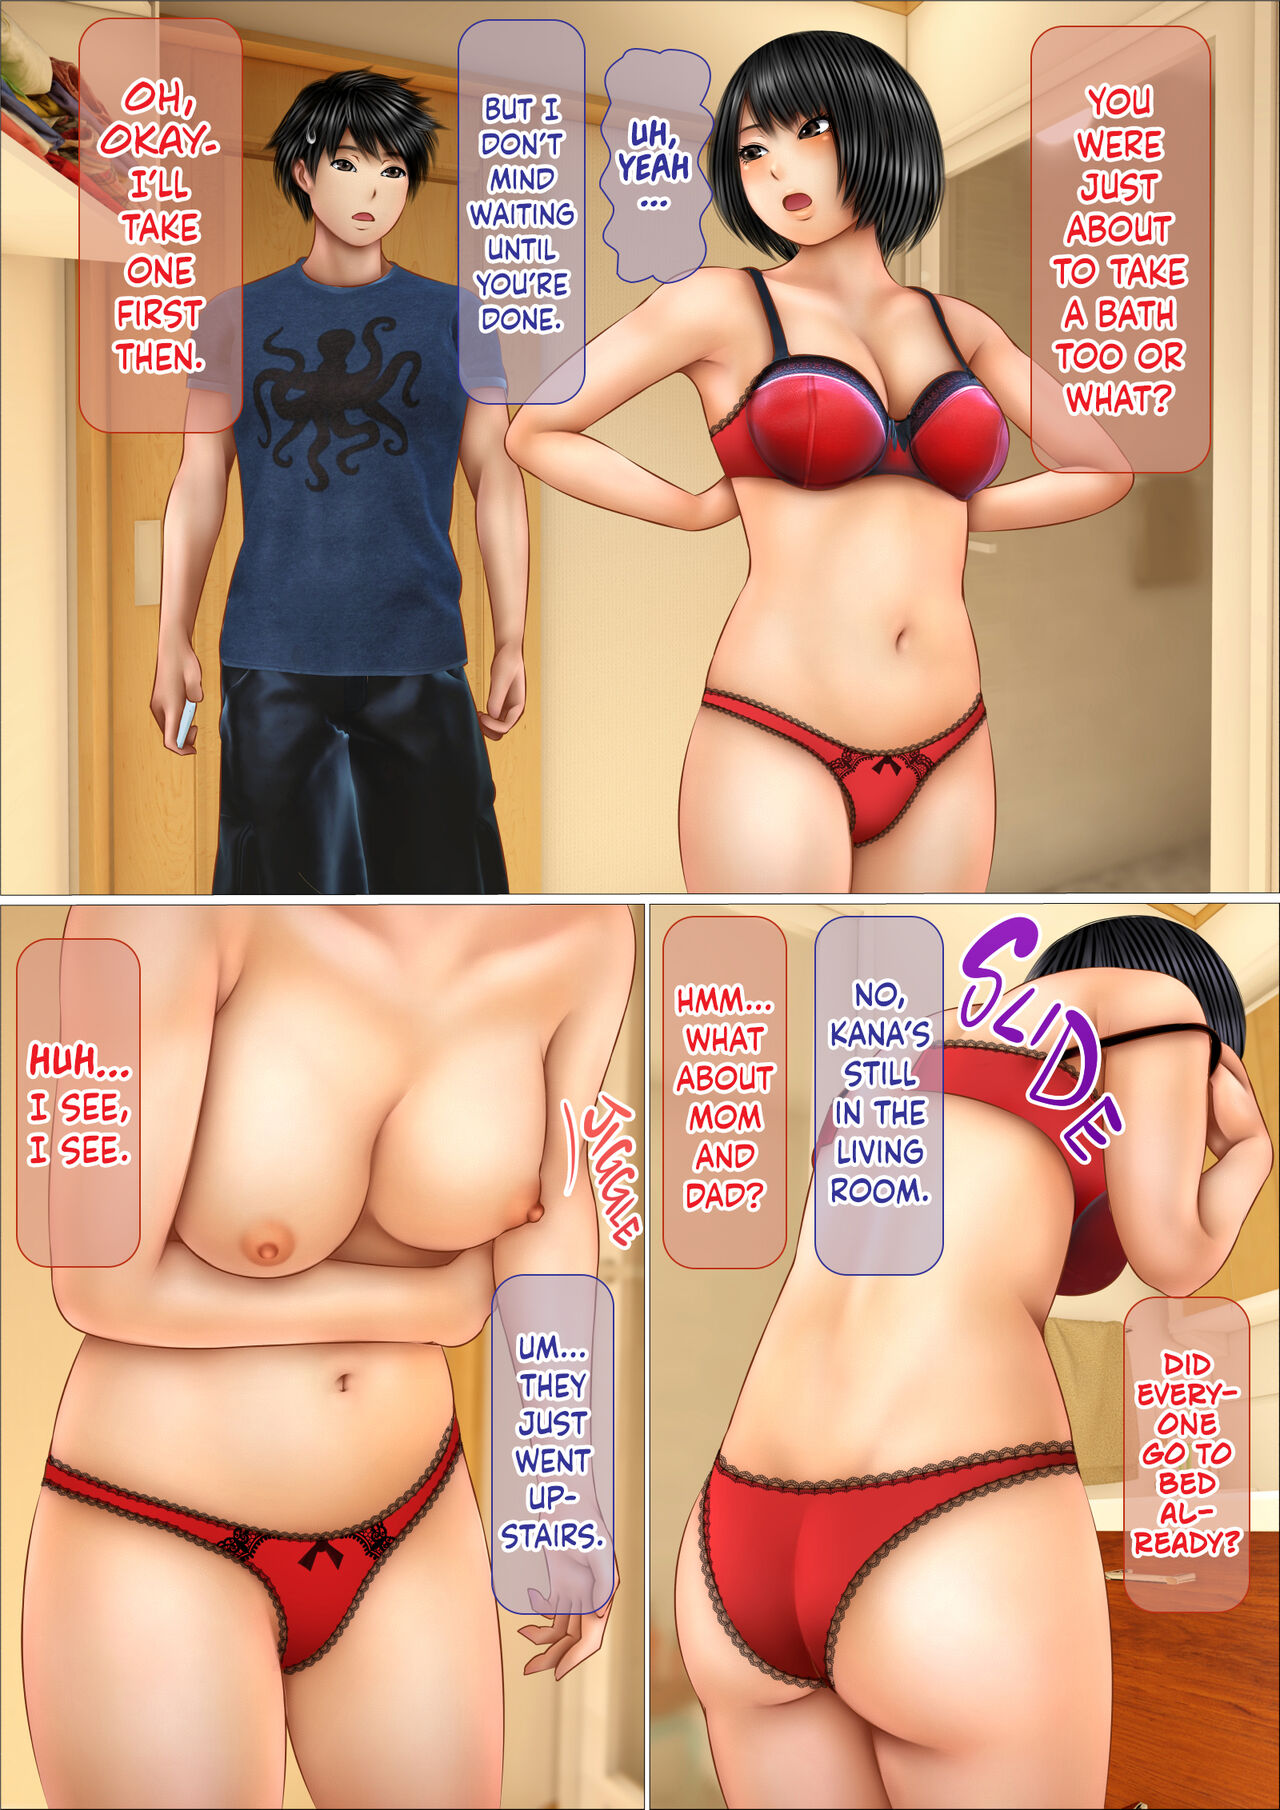 YOU
WERE
JUST
ABOUT
TO TAKE
A BATH
TOO OR
WHAT?
UH,
YEAH
...
BUT I
DON'T
MIND
WAITING
UNTIL
YOU'RE
DONE.
OH,
OKAY-
I'LL
TAKE
ONE
FIRST
THEN.
SLIDE
DID
EVERY-
ONE
GO TO
BED
AL-
READY?
NO,
KANA'S
STILL
IN THE
LIVING
ROOM.
HMM...
WHAT
ABOUT
MOM
AND
DAD?
JIGGLE
UM...
THEY
JUST
WENT
UP-
STAIRS.
HUH...
I SEE,
I SEE.